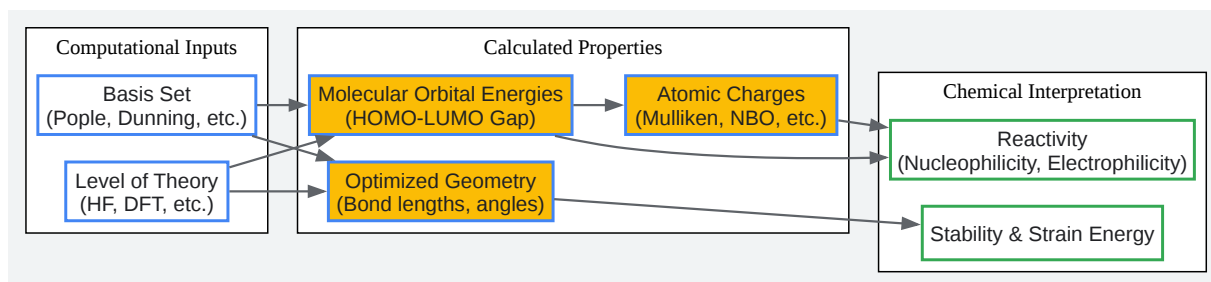 Computational Inputs
Basis Set
(Pople, Dunning, etc.)
Level of Theory
(HF, DFT, etc.)
Calculated Properties
Molecular Orbital Energies
(HOMO-LUMO Gap)
Atomic Charges
(Mulliken, NBO, etc.)
Optimized Geometry
(Bond lengths, angles)
Chemical Interpretation
Reactivity
(Nucleophilicity, Electrophilicity)
Stability & Strain Energy